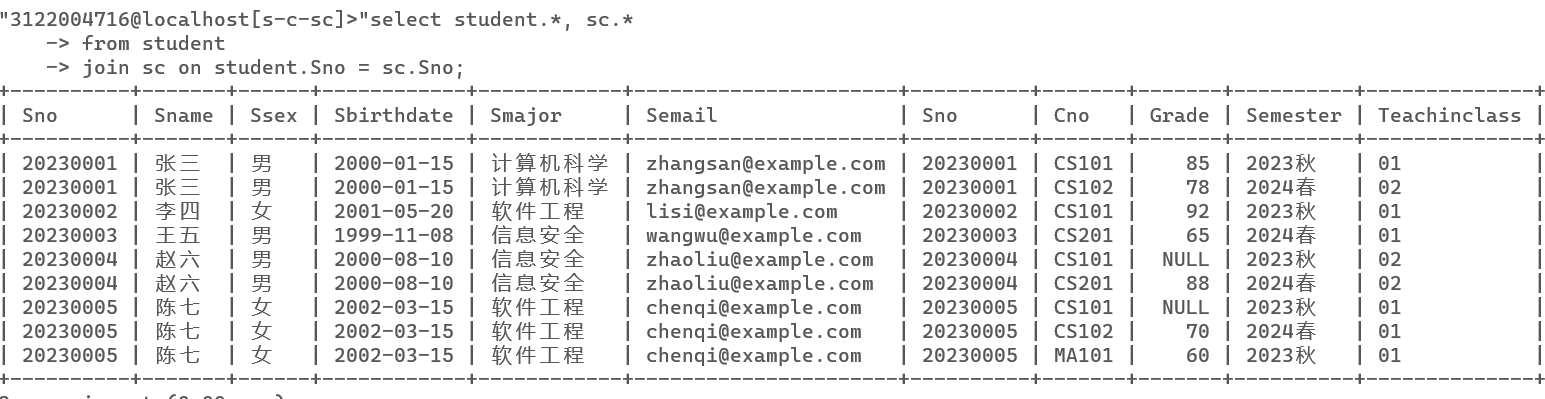 "3122004716@localhost[s-c-sc]>"select student.*, sc.*
    -> from student
    -> join sc on student.Sno = sc.Sno;
+----------+-------+------+------------+------------+----------------------+----------+-------+-------+----------+--------------+
| Sno      | Sname | Ssex | Sbirthdate | Smajor     | Semail               | Sno      | Cno   | Grade | Semester | Teachinclass |
+----------+-------+------+------------+------------+----------------------+----------+-------+-------+----------+--------------+
| 20230001 | 张三  | 男   | 2000-01-15 | 计算机科学 | zhangsan@example.com | 20230001 | CS101 |    85 | 2023秋   | 01           |
| 20230001 | 张三  | 男   | 2000-01-15 | 计算机科学 | zhangsan@example.com | 20230001 | CS102 |    78 | 2024春   | 02           |
| 20230002 | 李四  | 女   | 2001-05-20 | 软件工程   | lisi@example.com     | 20230002 | CS101 |    92 | 2023秋   | 01           |
| 20230003 | 王五  | 男   | 1999-11-08 | 信息安全   | wangwu@example.com   | 20230003 | CS201 |    65 | 2024春   | 01           |
| 20230004 | 赵六  | 男   | 2000-08-10 | 信息安全   | zhaoliu@example.com  | 20230004 | CS101 |  NULL | 2023秋   | 02           |
| 20230004 | 赵六  | 男   | 2000-08-10 | 信息安全   | zhaoliu@example.com  | 20230004 | CS201 |    88 | 2024春   | 02           |
| 20230005 | 陈七  | 女   | 2002-03-15 | 软件工程   | chenqi@example.com   | 20230005 | CS101 |  NULL | 2023秋   | 01           |
| 20230005 | 陈七  | 女   | 2002-03-15 | 软件工程   | chenqi@example.com   | 20230005 | CS102 |    70 | 2024春   | 01           |
| 20230005 | 陈七  | 女   | 2002-03-15 | 软件工程   | chenqi@example.com   | 20230005 | MA101 |    60 | 2023秋   | 01           |
+----------+-------+------+------------+------------+----------------------+----------+-------+-------+----------+--------------+